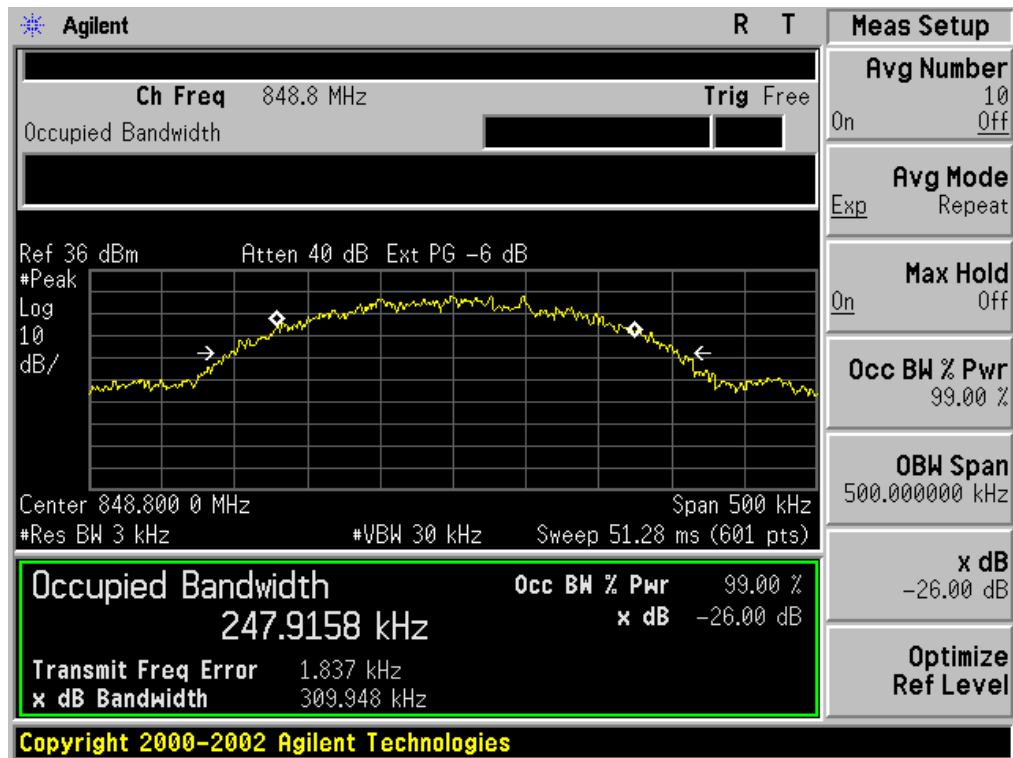 Agilent R T
Ch Freq 848.8 MHz Trig Free
Occupied Bandwidth
Ref 36 dBm Atten 40 dB Ext PG -6 dB
#Peak
Log
10
dB/
Center 848.800 0 MHz Span 500 kHz
#Res BW 3 kHz #VBW 30 kHz Sweep 51.28 ms (601 pts)
Occupied Bandwidth Occ BW % Pwr 99.00 %
247.9158 kHz x dB -26.00 dB
Transmit Freq Error 1.837 kHz
x dB Bandwidth 309.948 kHz
Copyright 2000-2002 Agilent Technologies
Meas Setup
Avg Number
10
On Off
Avg Mode
Exp Repeat
Max Hold
On Off
Occ BW % Pwr
99.00 %
OBW Span
500.000000 kHz
x dB
-26.00 dB
Optimize
Ref Level